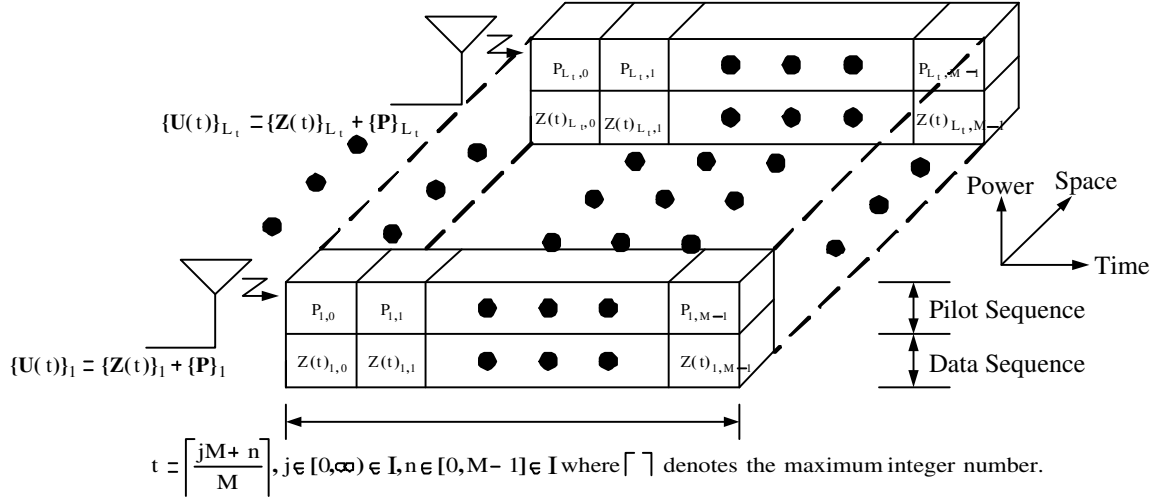 P_{L_t,0} P_{L_t,1} P_{L_t,M−1}
Z(t)_{L_t,0} Z(t)_{L_t,1} Z(t)_{L_t,M−1}
{U(t)}_{L_t} = {Z(t)}_{L_t} + {P}_{L_t}
Power Space
Time
P_{1,0} P_{1,1} P_{1,M−1}
Pilot Sequence
Z(t)_{1,0} Z(t)_{1,1} Z(t)_{1,M−1}
Data Sequence
{U(t)}_1 = {Z(t)}_1 + {P}_1
t = ⌈(jM + n)/M⌉, j ∈ [0,∞) ∈ I, n ∈ [0,M−1] ∈ I where ⌈ ⌉ denotes the maximum integer number.